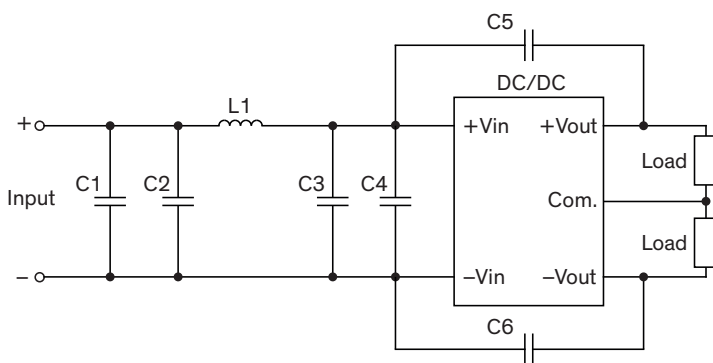 C5
DC/DC
L1
+
+Vin
+Vout
Load
C1
C2
C3
C4
Input
Com.
Load
–
–Vin
–Vout
C6